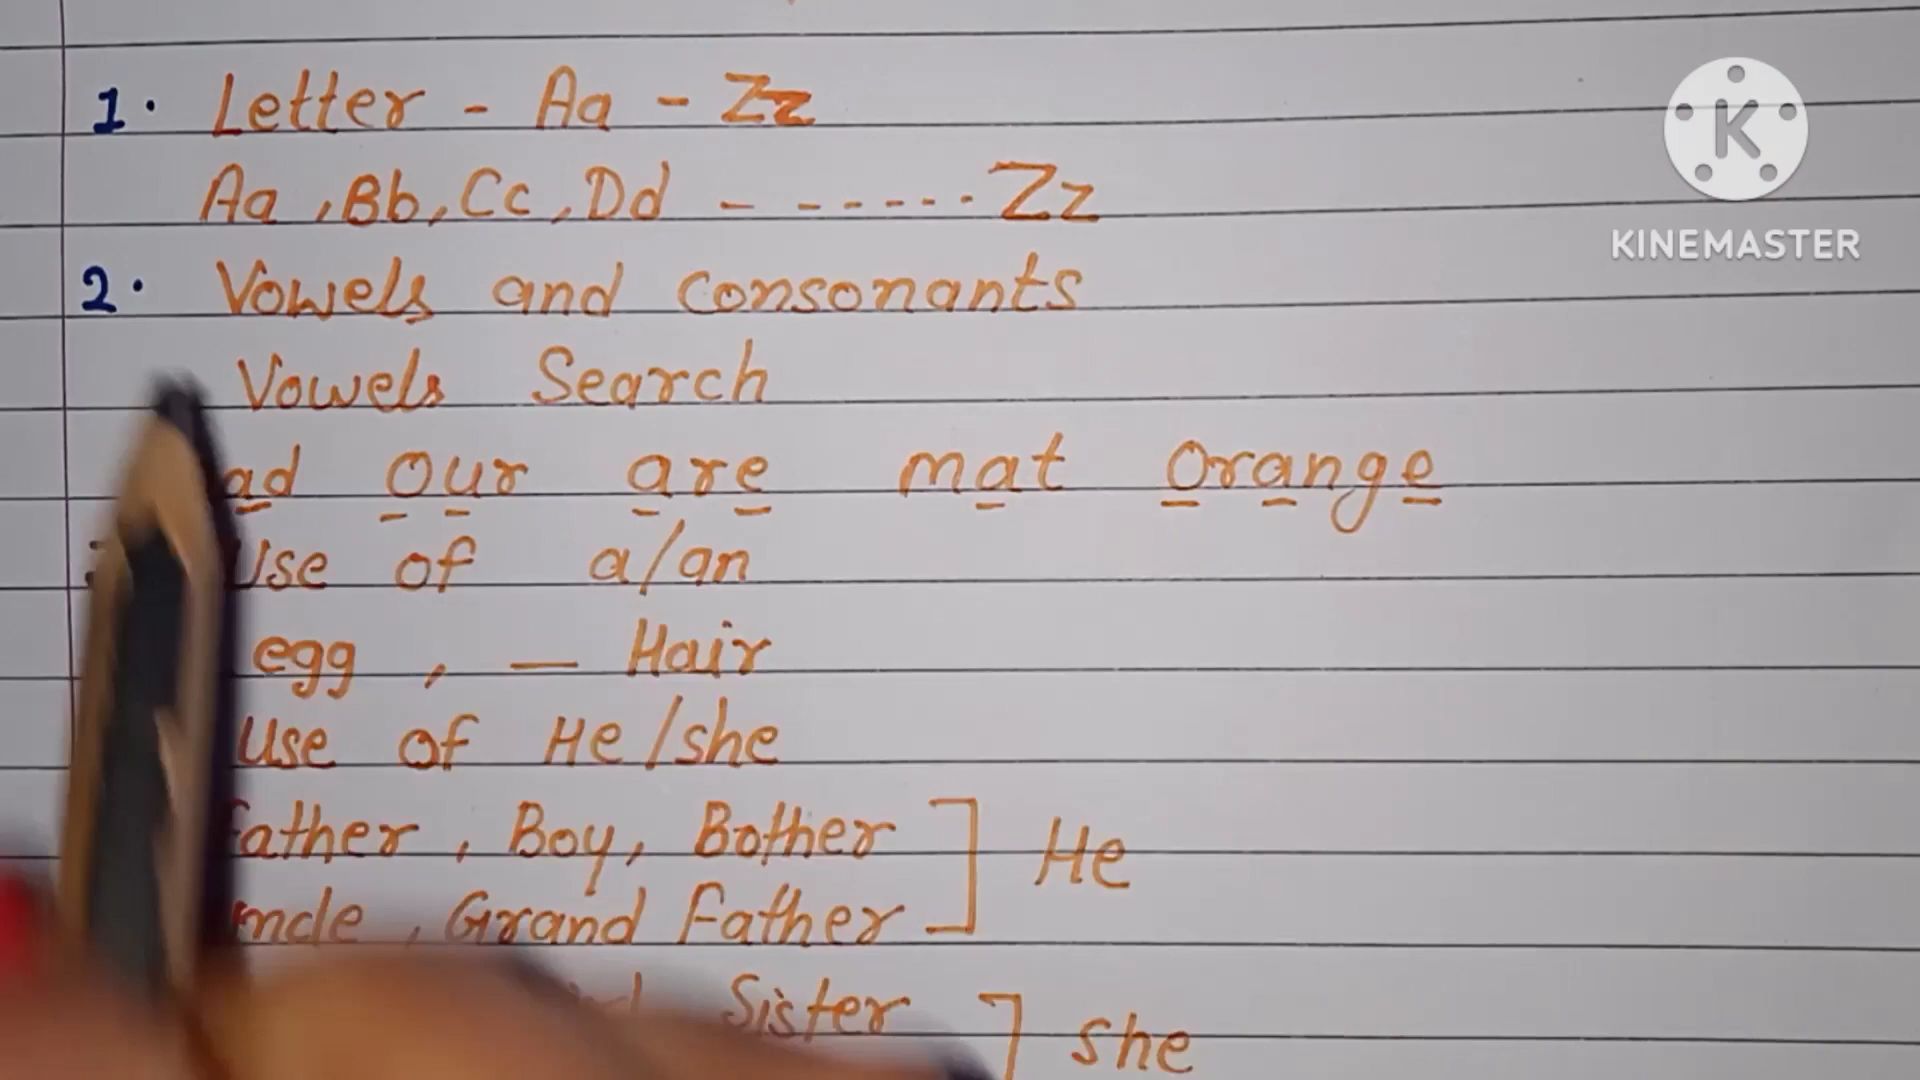 1. Letter - Aa - Zz
Aa, Bb, Cc, Dd - - - - - - - Zz
2. Vowels and consonants
Vowels Search
our are mat orange
Use of a/an
egg, — Hair
Use of He/she
father, Boy, Bother
He
Grand Father
Sister
she
KINEMASTER